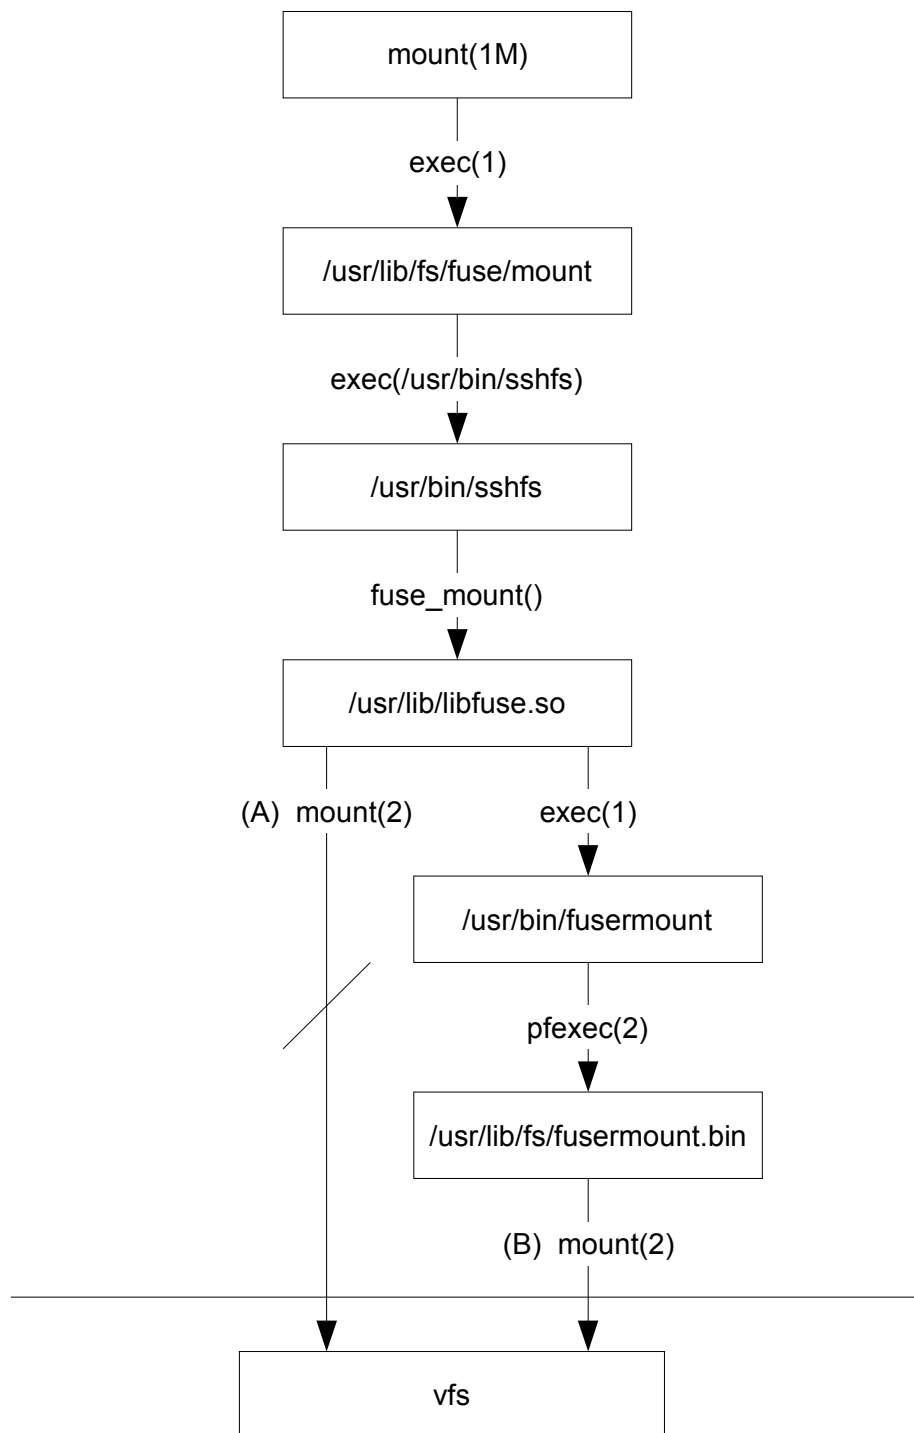 mount(1M)
exec(1)
/usr/lib/fs/fuse/mount
exec(/usr/bin/sshfs)
/usr/bin/sshfs
fuse_mount()
/usr/lib/libfuse.so
(A) mount(2)
exec(1)
/usr/bin/fusermount
pfexec(2)
/usr/lib/fs/fusermount.bin
(B) mount(2)
vfs